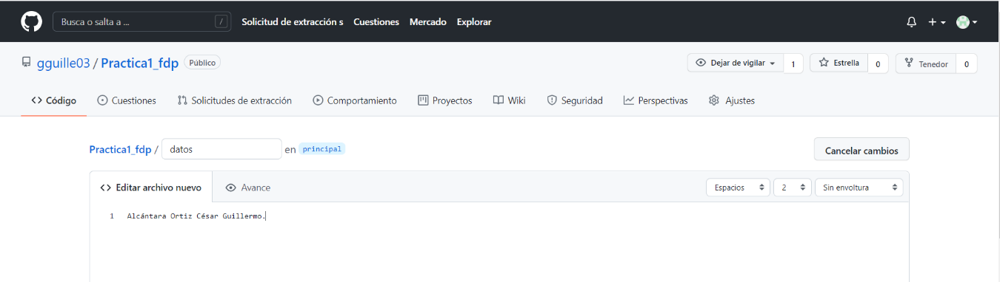 Busca o salta a ... / Solicitud de extracción s Cuestiones Mercado Explorar
gguille03 / Practica1_fdp Público Dejar de vigilar 1 Estrella 0 Tenedor 0
Código Cuestiones Solicitudes de extracción Comportamiento Proyectos Wiki Seguridad Perspectivas Ajustes
Practica1_fdp / datos en principal Cancelar cambios
<> Editar archivo nuevo Avance Espacios 2 Sin envoltura
1 Alcántara Ortiz César Guillermo.